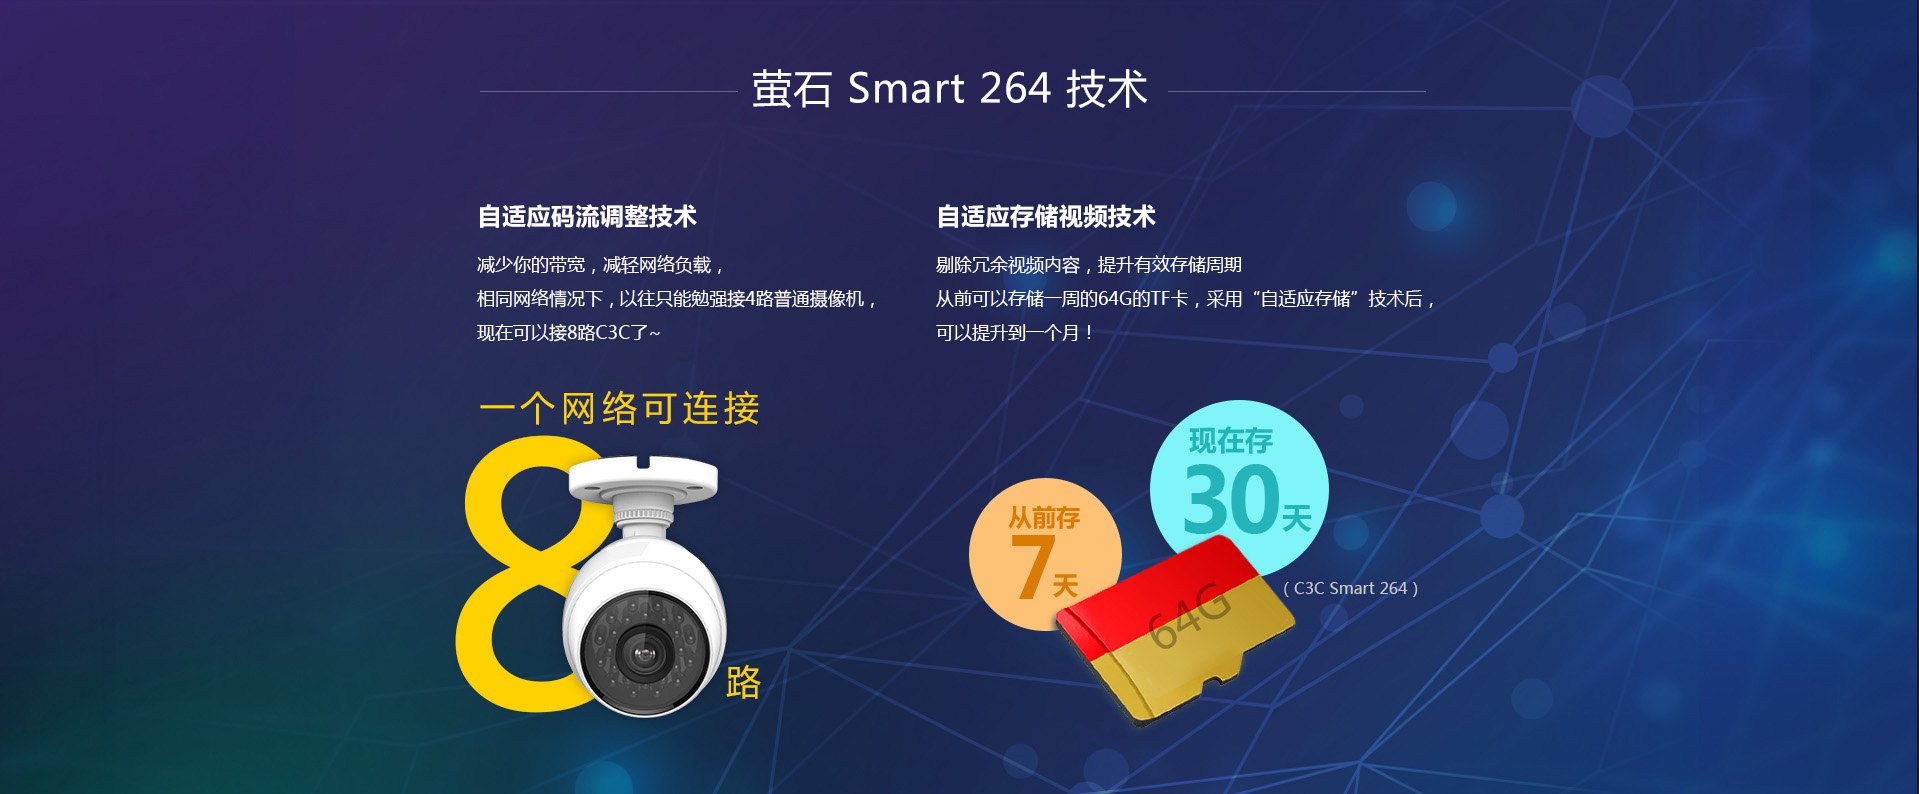 萤石 Smart 264 技术
自适应码流调整技术
减少你的带宽，减轻网络负载，
相同网络情况下，以往只能勉强接4路普通摄像机，
现在可以接8路C3C了~
自适应存储视频技术
剔除冗余视频内容，提升有效存储周期
从前可以存储一周的64G的TF卡，采用“自适应存储”技术后，
可以提升到一个月！
一个网络可连接
8
路
从前存
7天
现在存
30天
64G
（C3C Smart 264）